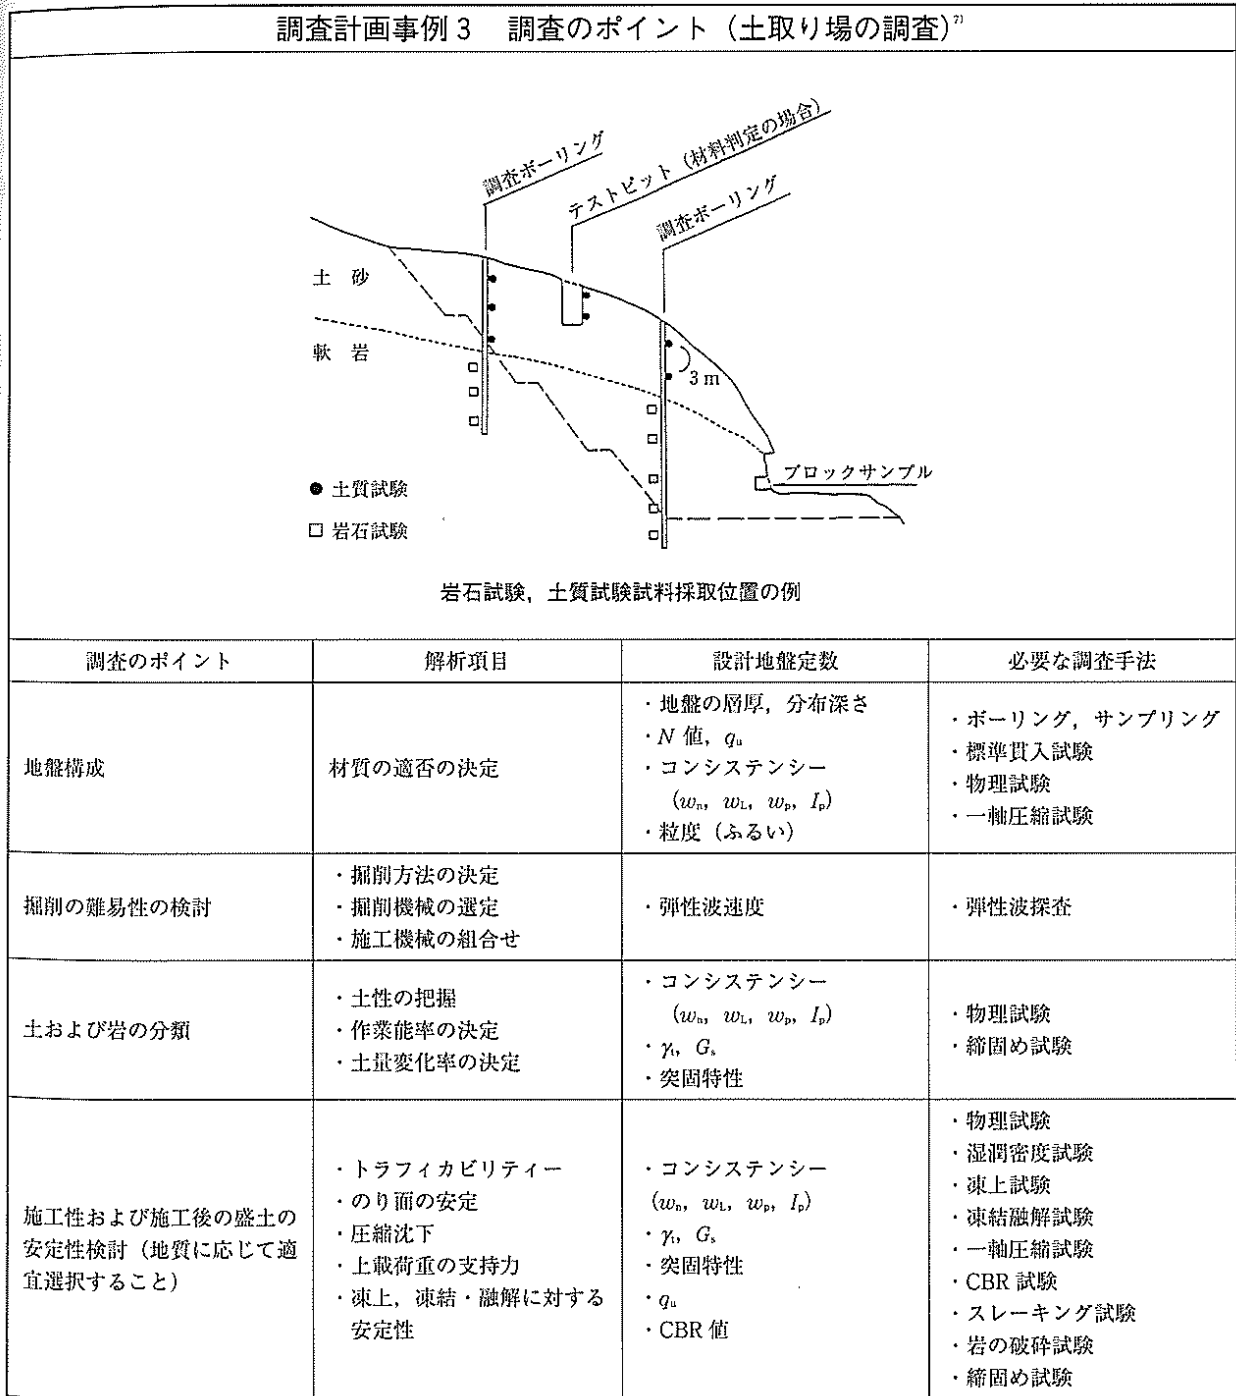 調査計画事例3 調査のポイント（土取り場の調査）7)
調査ボーリング
テストピット（材料判定の場合）
調査ボーリング
土 砂
軟 岩
3 m
ブロックサンプル
● 土質試験
□ 岩石試験
岩石試験，土質試験試料採取位置の例
調査のポイント
解析項目
設計地盤定数
必要な調査手法
地盤構成
材質の適否の決定
・地盤の層厚，分布深さ
・N 値，qu
・コンシステンシー
（wn，wL，wp，Ip）
・粒度（ふるい）
・ボーリング，サンプリング
・標準貫入試験
・物理試験
・一軸圧縮試験
掘削の難易性の検討
・掘削方法の決定
・掘削機械の選定
・施工機械の組合せ
・弾性波速度
・弾性波探査
土および岩の分類
・土性の把握
・作業能率の決定
・土量変化率の決定
・コンシステンシー
（wn，wL，wp，Ip）
・γt，Gs
・突固特性
・物理試験
・締固め試験
施工性および施工後の盛土の
安定性検討（地質に応じて適
宜選択すること）
・トラフィカビリティー
・のり面の安定
・圧縮沈下
・上載荷重の支持力
・凍上，凍結・融解に対する
安定性
・コンシステンシー
（wn，wL，wp，Ip）
・γt，Gs
・突固特性
・qu
・CBR 値
・物理試験
・湿潤密度試験
・凍上試験
・凍結融解試験
・一軸圧縮試験
・CBR 試験
・スレーキング試験
・岩の破砕試験
・締固め試験